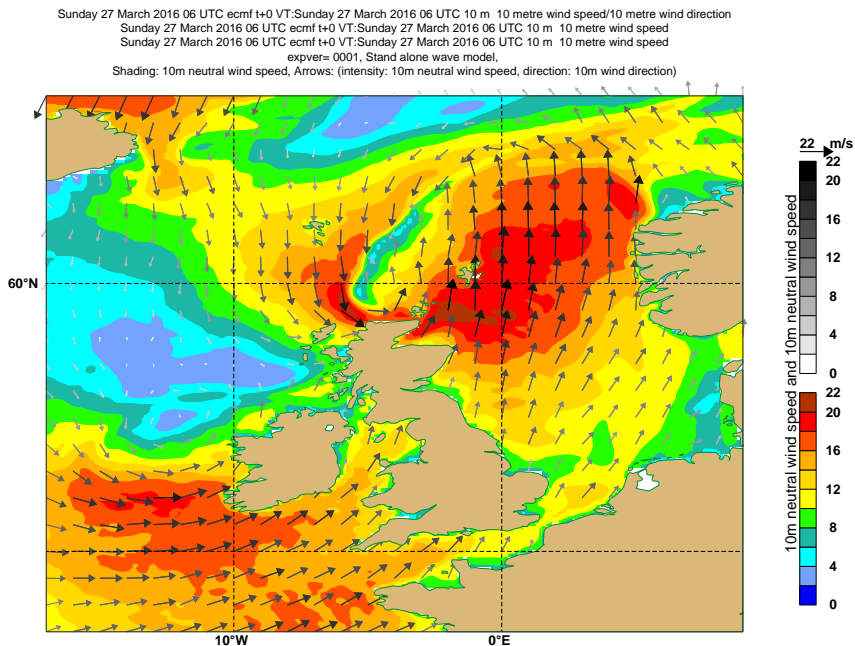 Sunday 27 March 2016 06 UTC ecmf t+0 VT:Sunday 27 March 2016 06 UTC 10 m  10 metre wind speed/10 metre wind direction
Sunday 27 March 2016 06 UTC ecmf t+0 VT:Sunday 27 March 2016 06 UTC 10 m  10 metre wind speed
Sunday 27 March 2016 06 UTC ecmf t+0 VT:Sunday 27 March 2016 06 UTC 10 m  10 metre wind speed
expver= 0001, Stand alone wave model,
Shading: 10m neutral wind speed, Arrows: (intensity: 10m neutral wind speed, direction: 10m wind direction)
22 m/s
22
20
16
12
8
4
0
22
20
16
12
8
4
0
10m neutral wind speed and 10m neutral wind speed
60°N
10°W
0°E